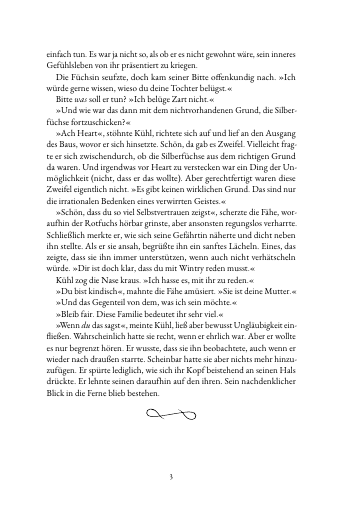 einfach tun. Es war ja nicht so, als ob er es nicht gewohnt wäre, sein inneres
Gefühlsleben von ihr präsentiert zu kriegen.
Die Füchsin seufzte, doch kam seiner Bitte offenkundig nach. »Ich
würde gerne wissen, wieso du deine Tochter belügst.«
Bitte was soll er tun? »Ich belüge Zart nicht.«
»Und wie war das dann mit dem nichtvorhandenen Grund, die Silber-
füchse fortzuschicken?«
»Ach Heart«, stöhnte Kühl, richtete sich auf und lief an den Ausgang
des Baus, wovor er sich hinsetzte. Schön, da gab es Zweifel. Vielleicht frag-
te er sich zwischendurch, ob die Silberfüchse aus dem richtigen Grund
da waren. Und irgendwas vor Heart zu verstecken war ein Ding der Un-
möglichkeit (nicht, dass er das wollte). Aber gerechtfertigt waren diese
Zweifel eigentlich nicht. »Es gibt keinen wirklichen Grund. Das sind nur
die irrationalen Bedenken eines verwirrten Geistes.«
»Schön, dass du so viel Selbstvertrauen zeigst«, scherzte die Fähe, wor-
aufhin der Rotfuchs hörbar grinste, aber ansonsten regungslos verharrte.
Schließlich merkte er, wie sich seine Gefährtin näherte und dicht neben
ihn stellte. Als er sie ansah, begrüßte ihn ein sanftes Lächeln. Eines, das
zeigte, dass sie ihn immer unterstützen, wenn auch nicht verhätscheln
würde. »Dir ist doch klar, dass du mit Wintry reden musst.«
Kühl zog die Nase kraus. »Ich hasse es, mit ihr zu reden.«
»Du bist kindisch«, mahnte die Fähe amüsiert. »Sie ist deine Mutter.«
»Und das Gegenteil von dem, was ich sein möchte.«
»Bleib fair. Diese Familie bedeutet ihr sehr viel.«
»Wenn du das sagst«, meinte Kühl, ließ aber bewusst Ungläubigkeit ein-
fließen. Wahrscheinlich hatte sie recht, wenn er ehrlich war. Aber er wollte
es nur begrenzt hören. Er wusste, dass sie ihn beobachtete, auch wenn er
wieder nach draußen starrte. Scheinbar hatte sie aber nichts mehr hinzu-
zufügen. Er spürte lediglich, wie sich ihr Kopf beistehend an seinen Hals
drückte. Er lehnte seinen daraufhin auf den ihren. Sein nachdenklicher
Blick in die Ferne blieb bestehen.
3